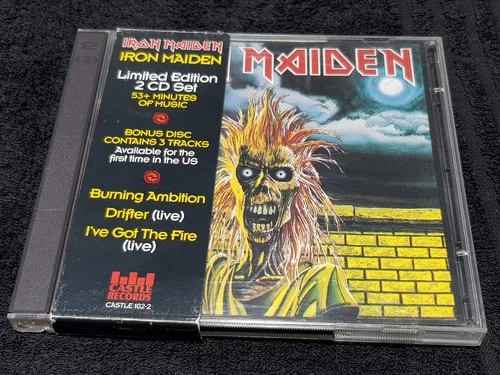 IRON MAIDEN
IRON MAIDEN
Limited Edition
2 CD Set
53+ MINUTES
OF MUSIC
BONUS DISC
CONTAINS 3 TRACKS
Available for the
first time in the US
Burning Ambition
Drifter (live)
I've Got The Fire
(live)
CASTLE
RECORDS
CASTLE 102-2
MAIDEN